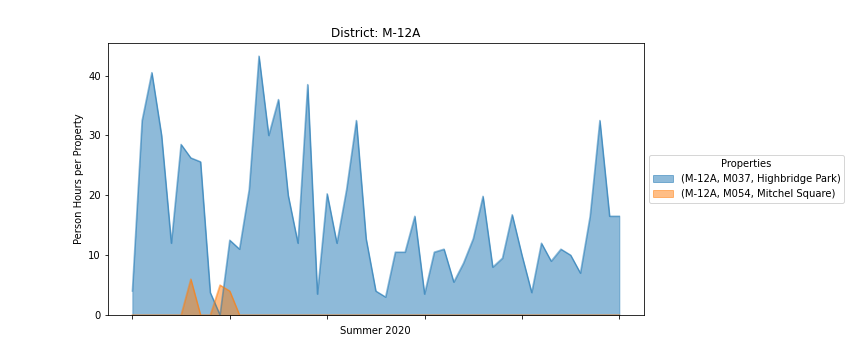 District: M-12A
Person Hours per Property
40
30
20
10
0
Summer 2020
Properties
(M-12A, M037, Highbridge Park)
(M-12A, M054, Mitchel Square)